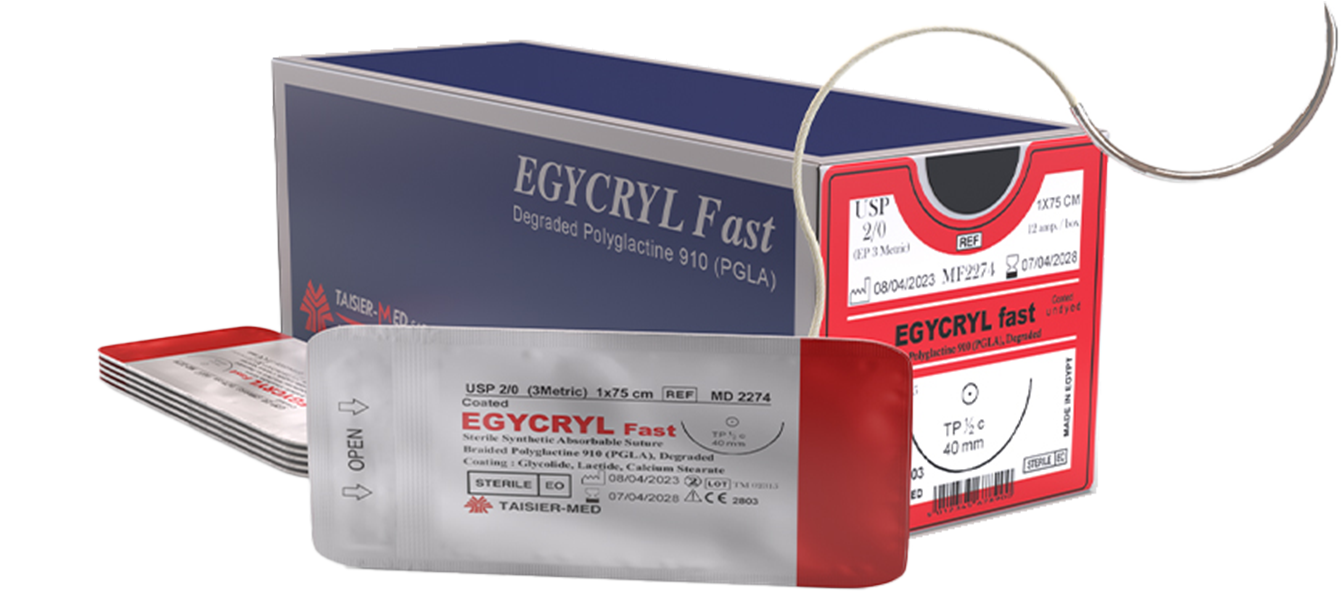 EGYCRYL Fast
Degraded Polyglactine 910 (PGLA)
TAISIER-MED
USP
2/0
(EP 3 Metric)
1X75 CM
12 amp. / box
REF
08/04/2023 MF2274 07/04/2028
Coated
undyed
EGYCRYL fast
Polyglactine 910 (PGLA), Degraded
TP ½ c
40 mm
MADE IN EGYPT
STERILE EO
OPEN
USP 2/0 (3Metric) 1x75 cm REF MD 2274
Coated
EGYCRYL Fast
Sterile Synthetic Absorbable Suture
Braided Polyglactine 910 (PGLA), Degraded
Coating : Glycolide, Lactide, Calcium Stearate
TP ½ c
40 mm
STERILE EO
08/04/2023 2 LOT
07/04/2028 CE 2803
TAISIER-MED